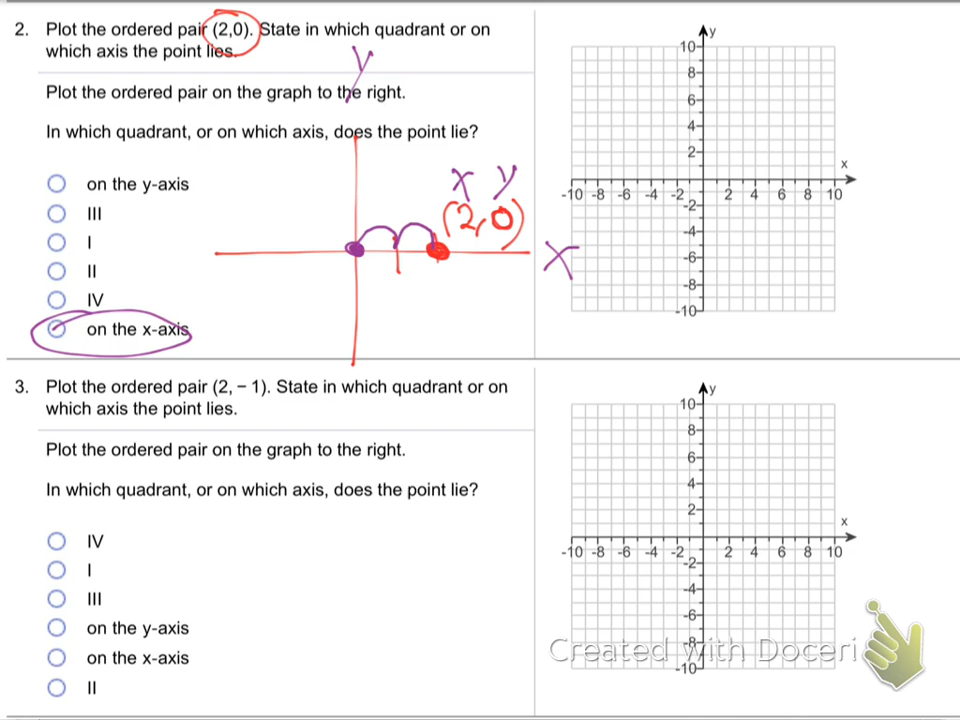 2. Plot the ordered pair (2,0). State in which quadrant or on
which axis the point lies.
y
Plot the ordered pair on the graph to the right.
In which quadrant, or on which axis, does the point lie?
on the y-axis
III
I
II
IV
on the x-axis
x y
(2,0)
x
y
10
8
6
4
2
x
-10 -8 -6 -4 -2 2 4 6 8 10
-2
-4
-6
-8
-10
3. Plot the ordered pair (2, − 1). State in which quadrant or on
which axis the point lies.
Plot the ordered pair on the graph to the right.
In which quadrant, or on which axis, does the point lie?
IV
I
III
on the y-axis
on the x-axis
II
y
10
8
6
4
2
x
-10 -8 -6 -4 -2 2 4 6 8 10
-2
-4
-6
-8
-10
Created with Doceri